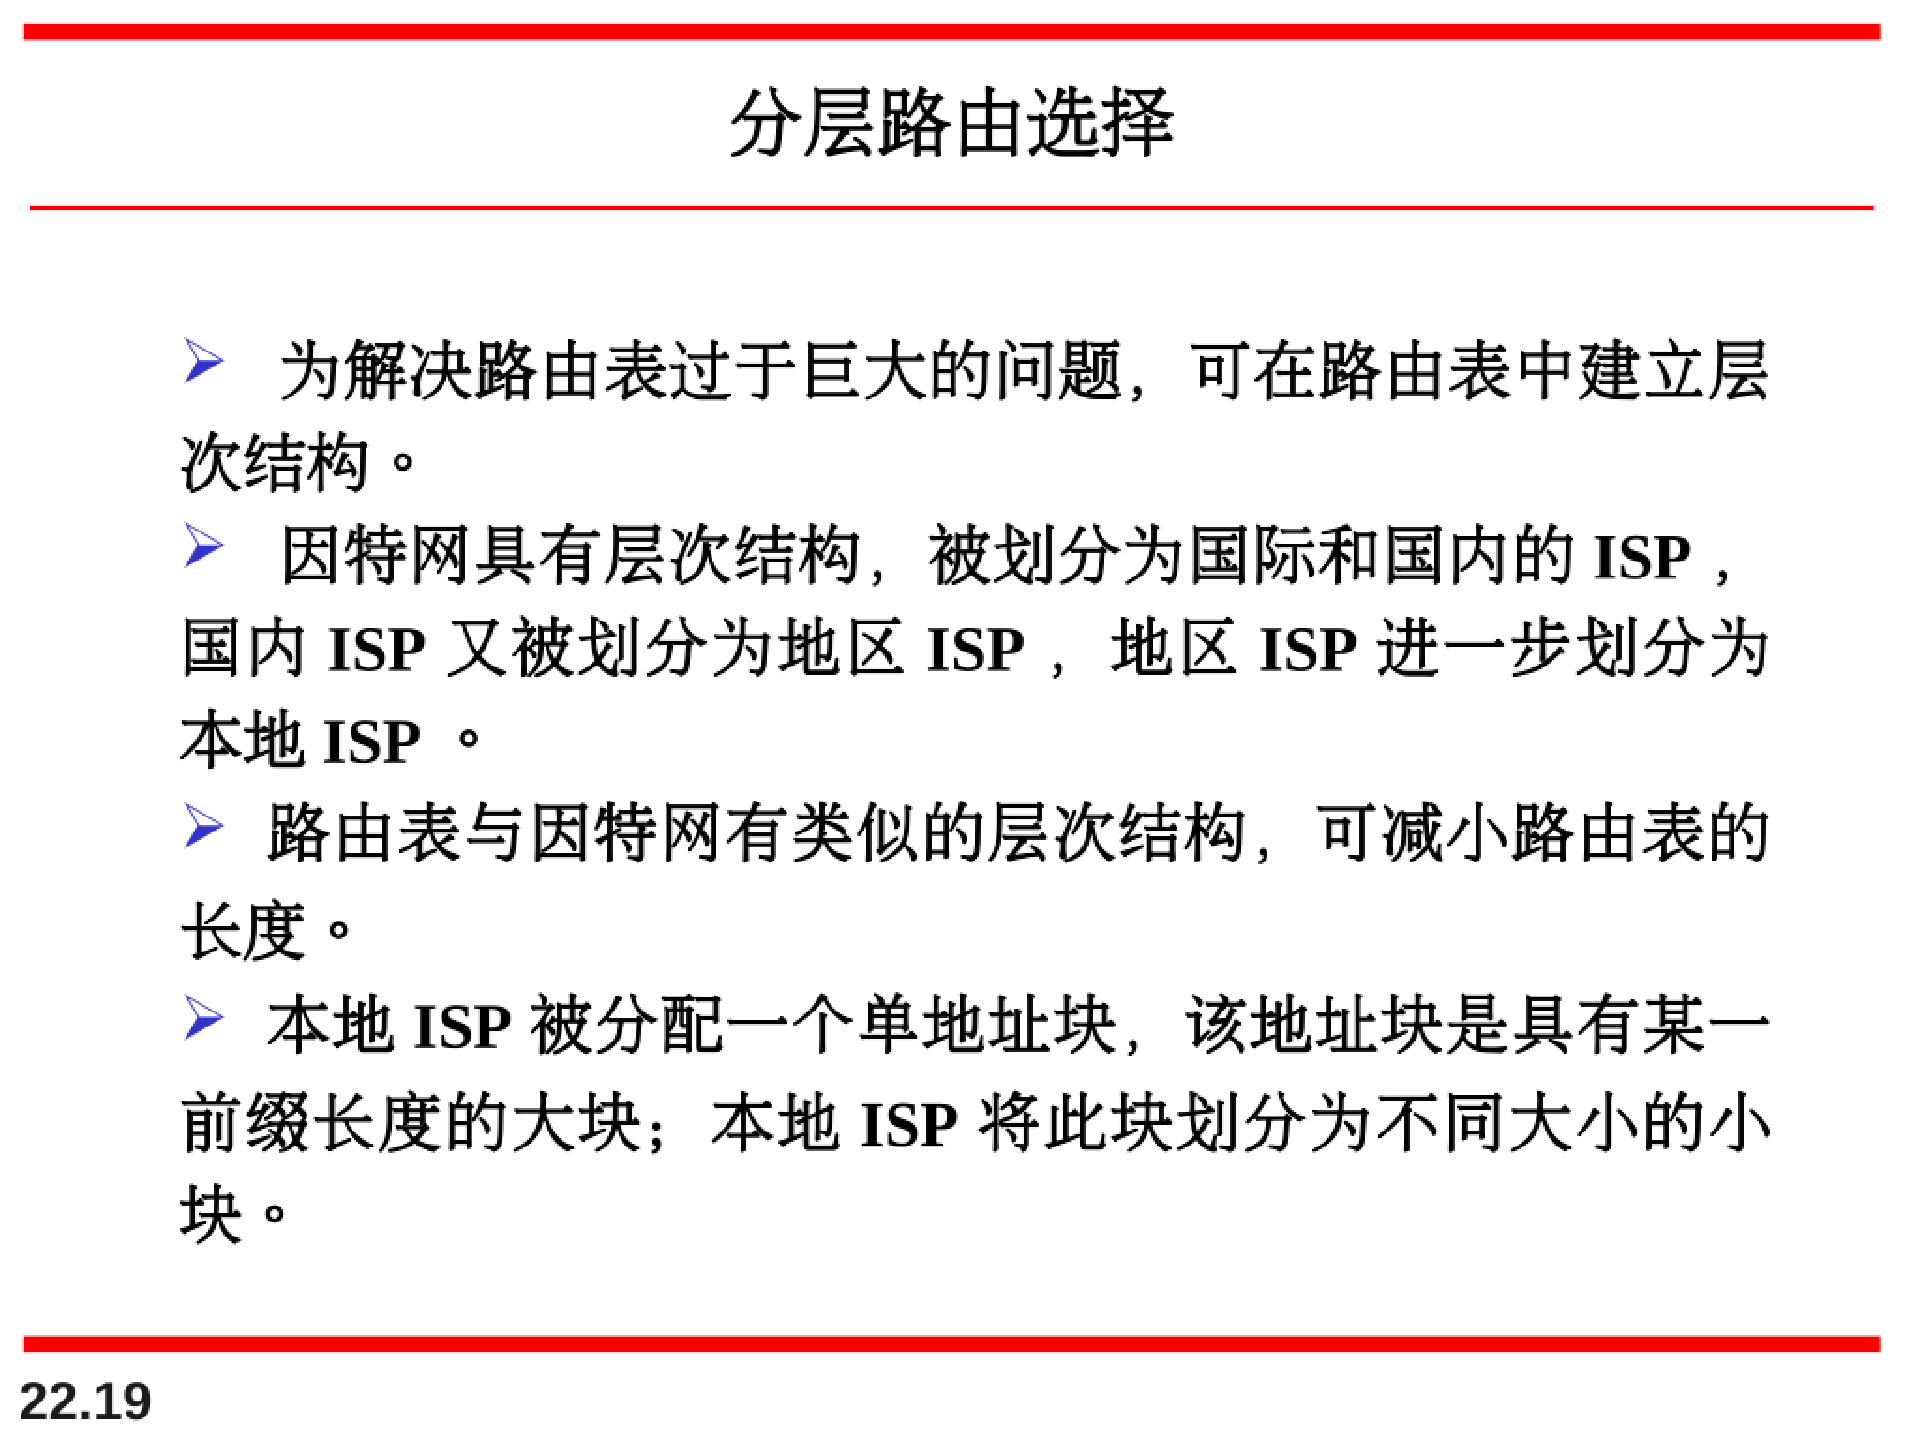 分层路由选择
➢ 为解决路由表过于巨大的问题，可在路由表中建立层
次结构。
➢ 因特网具有层次结构，被划分为国际和国内的 ISP ，
国内 ISP 又被划分为地区 ISP ，地区 ISP 进一步划分为
本地 ISP 。
➢ 路由表与因特网有类似的层次结构，可减小路由表的
长度。
➢ 本地 ISP 被分配一个单地址块，该地址块是具有某一
前缀长度的大块；本地 ISP 将此块划分为不同大小的小
块。
22.19